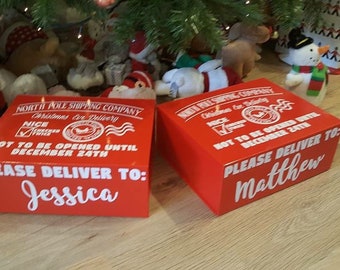 NORTH POLE SHIPPING COMPANY
Christmas Eve Delivery
NICE
NOT TO BE OPENED UNTIL
DECEMBER 24TH
PLEASE DELIVER TO:
Jessica
NORTH POLE SHIPPING COMPANY
Christmas Eve Delivery
NICE
NOT TO BE OPENED UNTIL
DECEMBER 24TH
PLEASE DELIVER TO:
Matthew